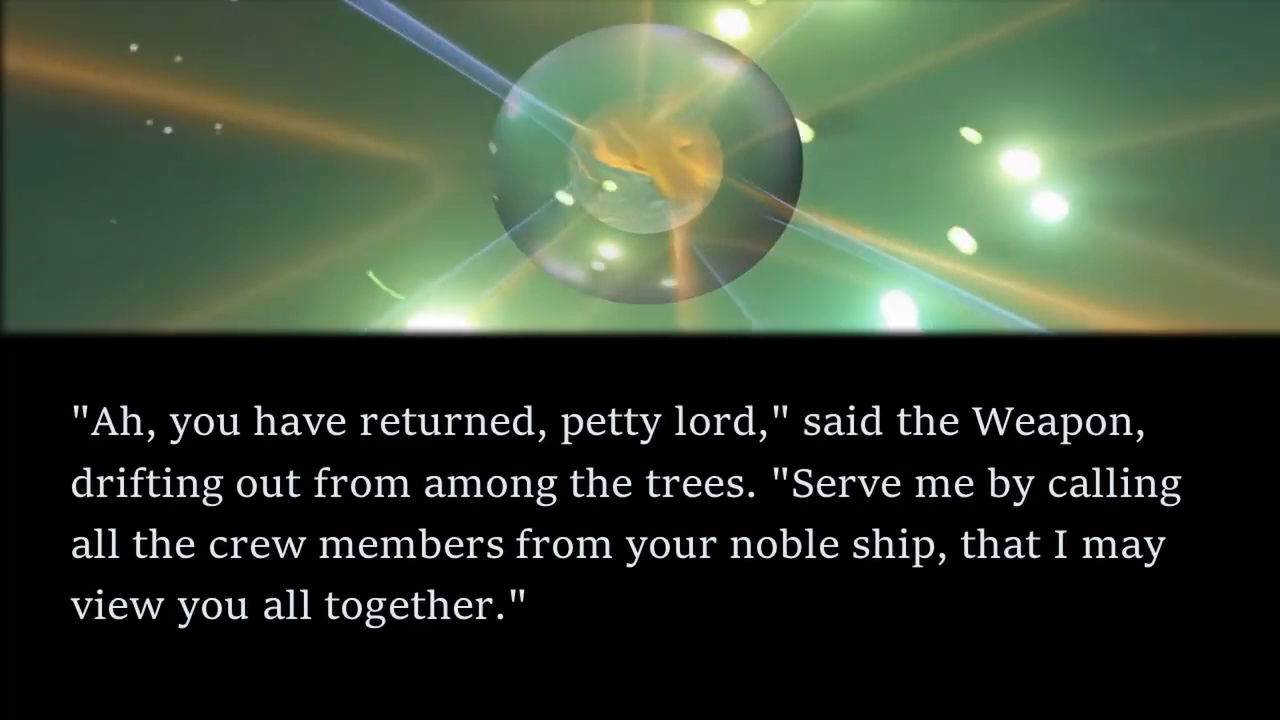 "Ah, you have returned, petty lord," said the Weapon,
drifting out from among the trees. "Serve me by calling
all the crew members from your noble ship, that I may
view you all together."